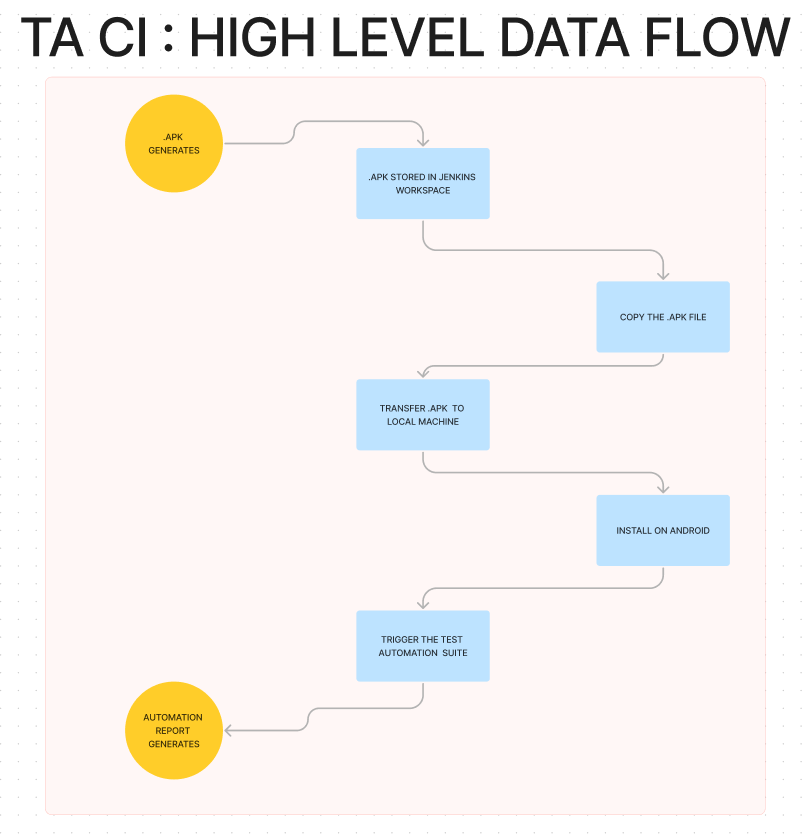 TA CI : HIGH LEVEL DATA FLOW
.APK
GENERATES
.APK STORED IN JENKINS
WORKSPACE
COPY THE .APK FILE
TRANSFER .APK  TO
LOCAL MACHINE
INSTALL ON ANDROID
TRIGGER THE TEST
AUTOMATION  SUITE
AUTOMATION
REPORT
GENERATES